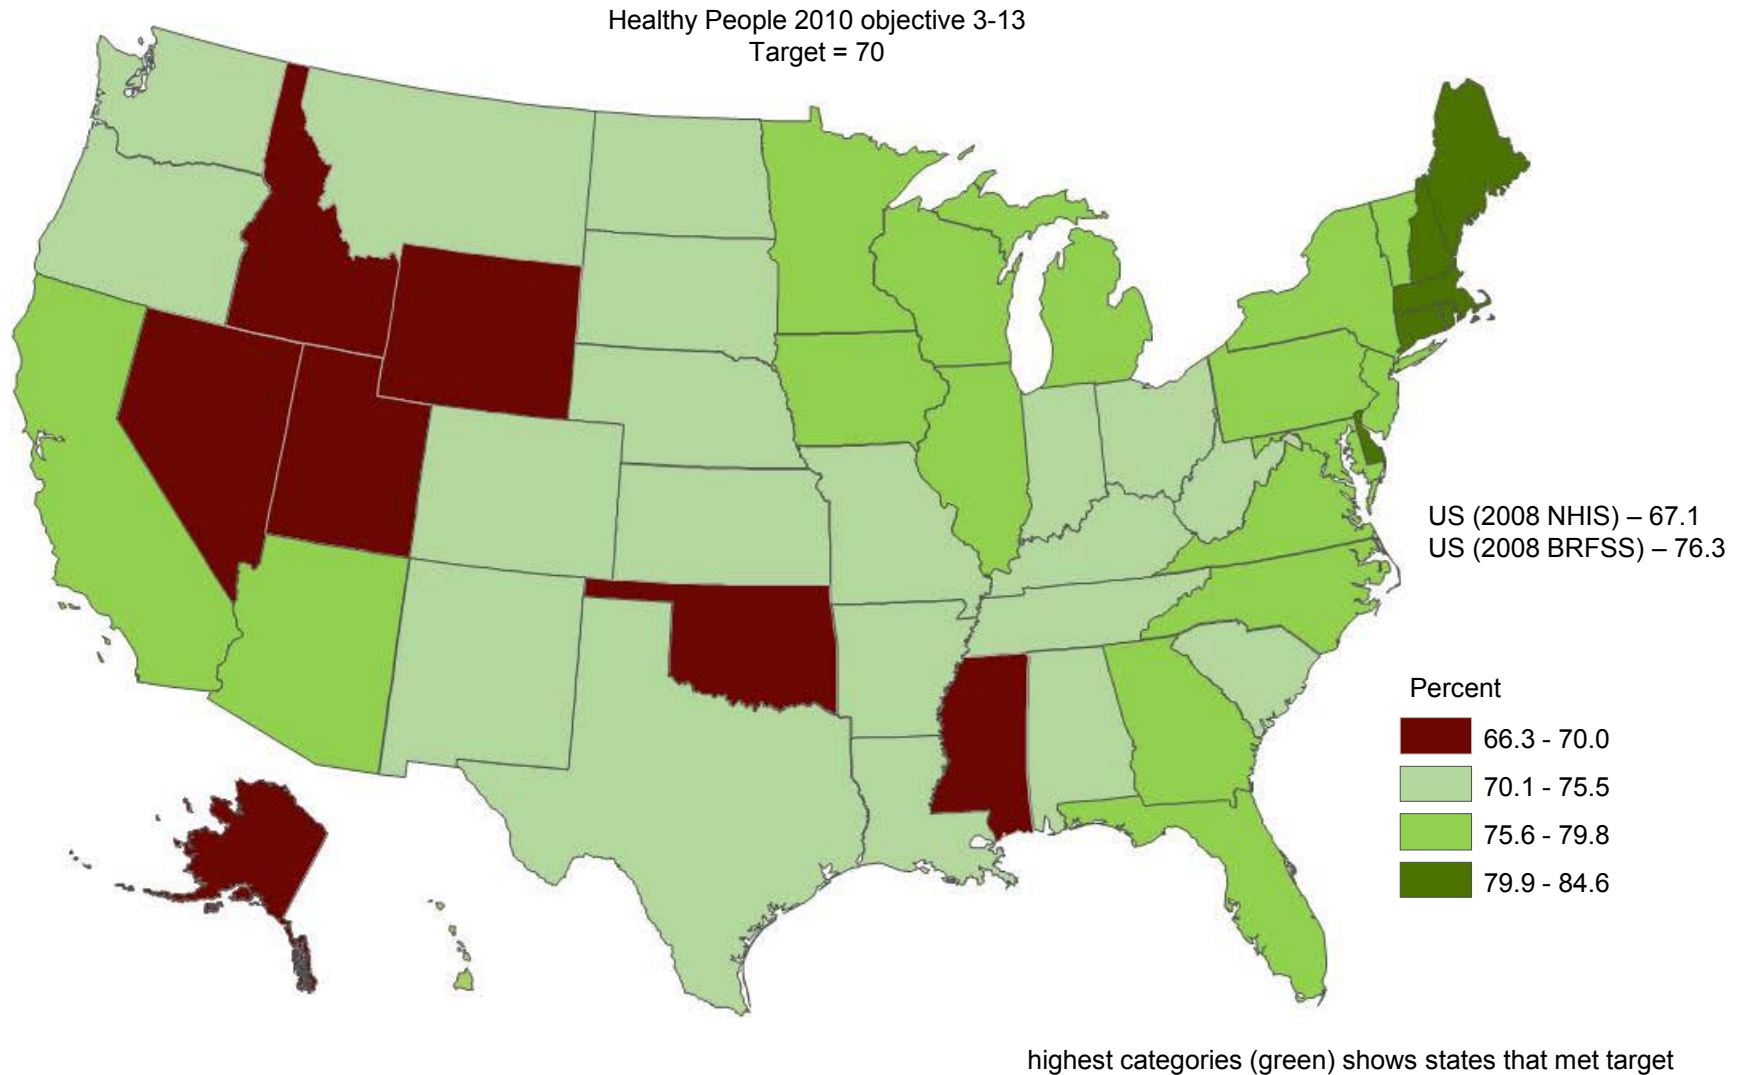 Healthy People 2010 objective 3-13
Target = 70
US (2008 NHIS) – 67.1
US (2008 BRFSS) – 76.3
Percent
66.3 - 70.0
70.1 - 75.5
75.6 - 79.8
79.9 - 84.6
highest categories (green) shows states that met target